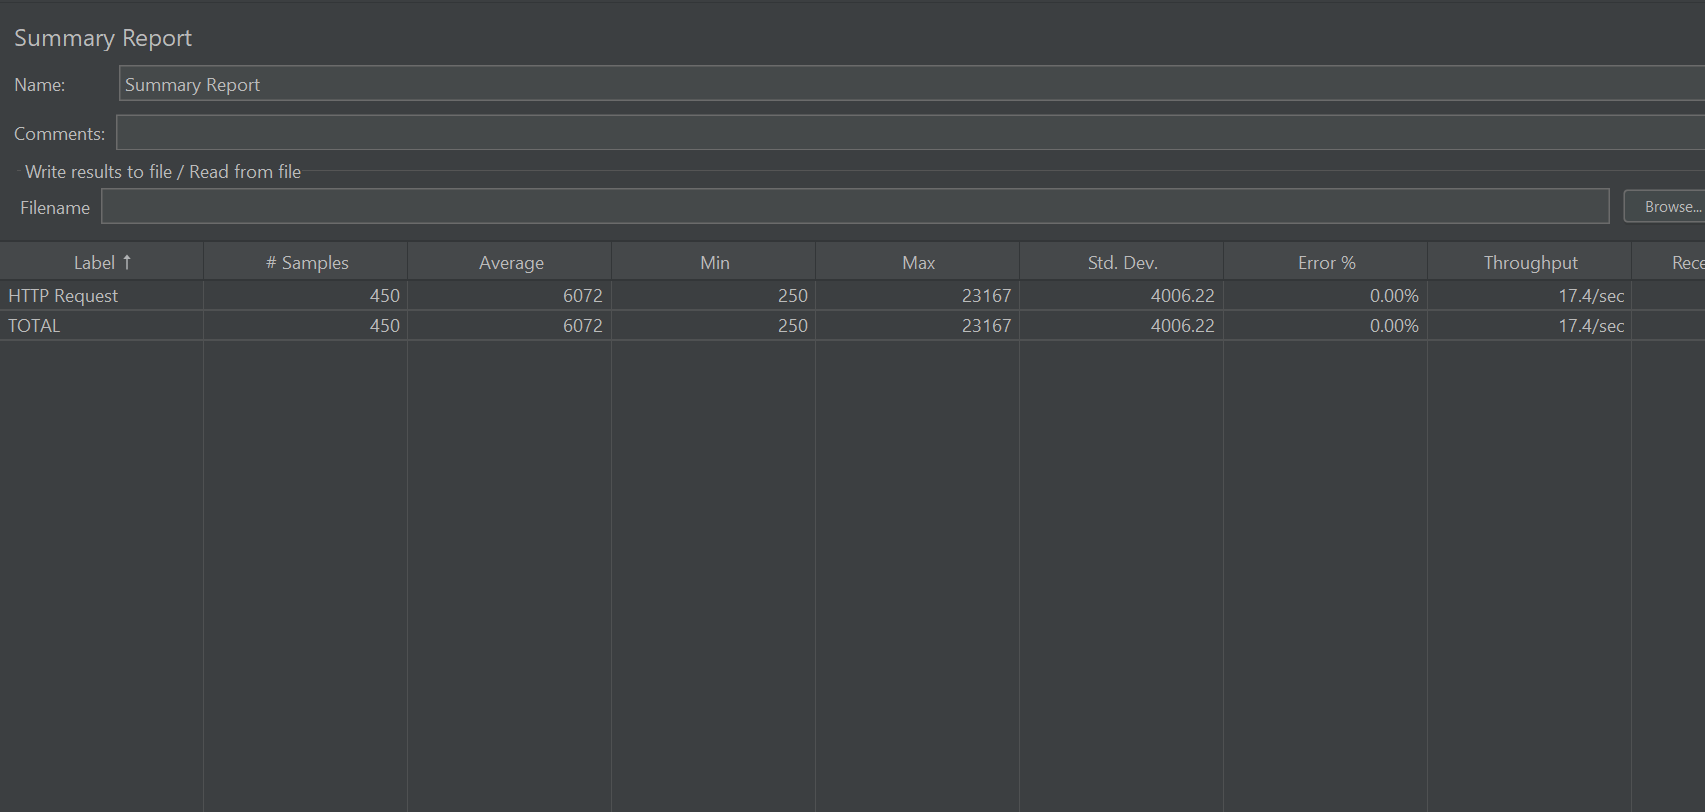 Summary Report
Name: Summary Report
Comments:
Write results to file / Read from file
Filename Browse...
Label ↑ # Samples Average Min Max Std. Dev. Error % Throughput Rece
HTTP Request 450 6072 250 23167 4006.22 0.00% 17.4/sec
TOTAL 450 6072 250 23167 4006.22 0.00% 17.4/sec